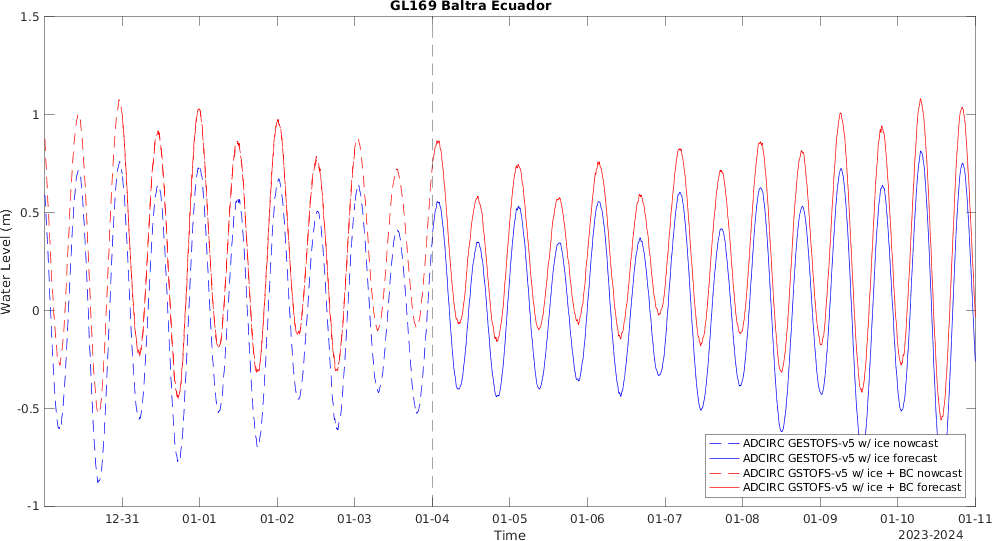 GL169 Baltra Ecuador
1.5
1
0.5
0
-0.5
-1
Water Level (m)
ADCIRC GESTOFS-v5 w/ ice nowcast
ADCIRC GESTOFS-v5 w/ ice forecast
ADCIRC GSTOFS-v5 w/ ice + BC nowcast
ADCIRC GSTOFS-v5 w/ ice + BC forecast
12-31 01-01 01-02 01-03 01-04 01-05 01-06 01-07 01-08 01-09 01-10 01-11
Time
2023-2024